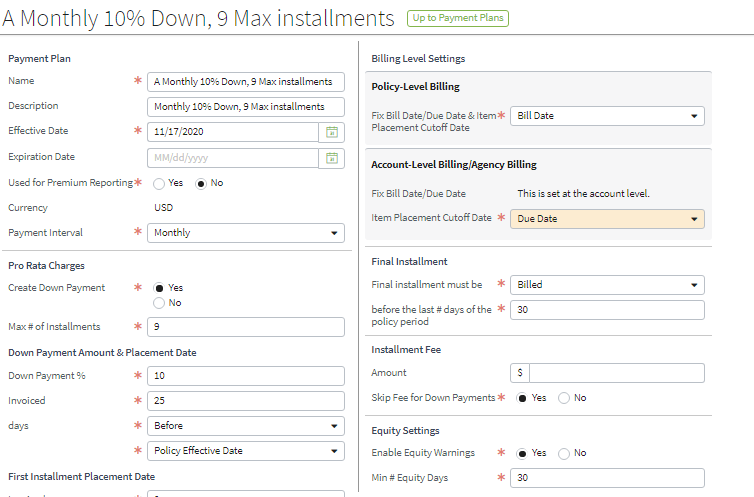 A Monthly 10% Down, 9 Max installments
Up to Payment Plans
Payment Plan
Name * A Monthly 10% Down, 9 Max installments
Description Monthly 10% Down, 9 Max installments
Effective Date * 11/17/2020
Expiration Date MM/dd/yyyy
Used for Premium Reporting * Yes No
Currency USD
Payment Interval * Monthly
Pro Rata Charges
Create Down Payment * Yes
No
Max # of Installments * 9
Down Payment Amount & Placement Date
Down Payment % * 10
Invoiced * 25
days * Before
* Policy Effective Date
First Installment Placement Date
Billing Level Settings
Policy-Level Billing
Fix Bill Date/Due Date & Item * Bill Date
Placement Cutoff Date
Account-Level Billing/Agency Billing
Fix Bill Date/Due Date This is set at the account level.
Item Placement Cutoff Date * Due Date
Final Installment
Final installment must be * Billed
before the last # days of the * 30
policy period
Installment Fee
Amount $
Skip Fee for Down Payments * Yes No
Equity Settings
Enable Equity Warnings * Yes No
Min # Equity Days * 30